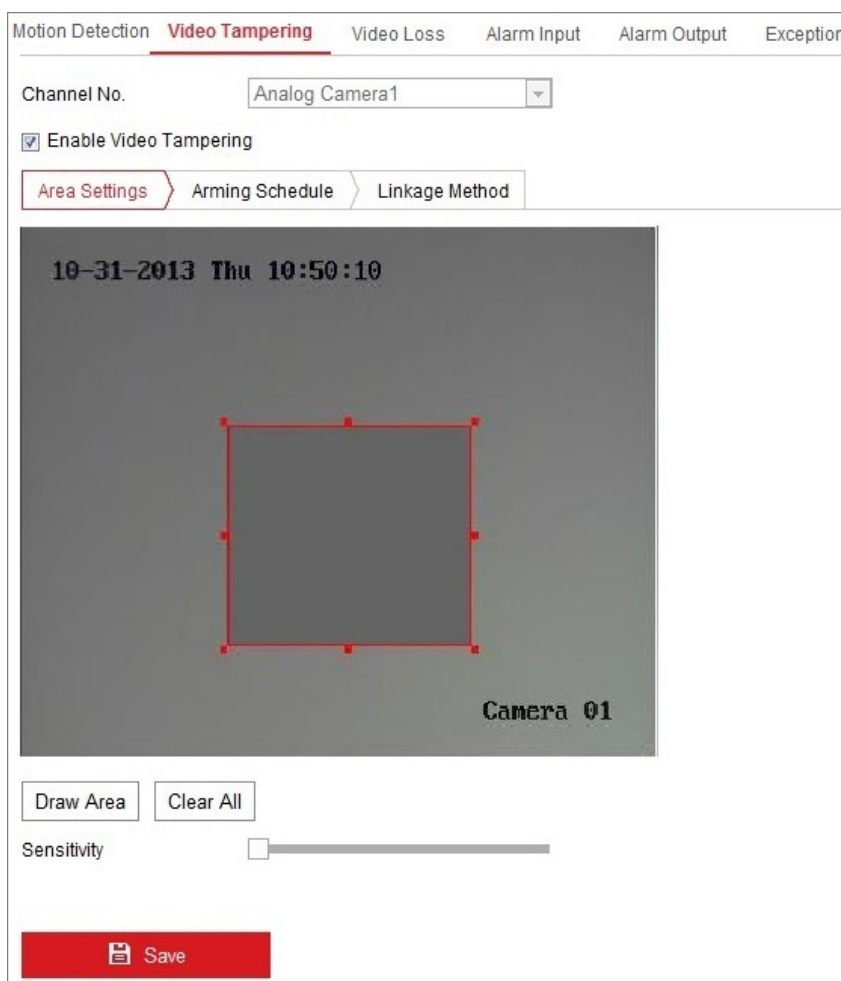 Motion Detection Video Tampering Video Loss Alarm Input Alarm Output Exception
Channel No. Analog Camera1
Enable Video Tampering
Area Settings Arming Schedule Linkage Method
10-31-2013 Thu 10:50:10
Camera 01
Draw Area Clear All
Sensitivity
Save